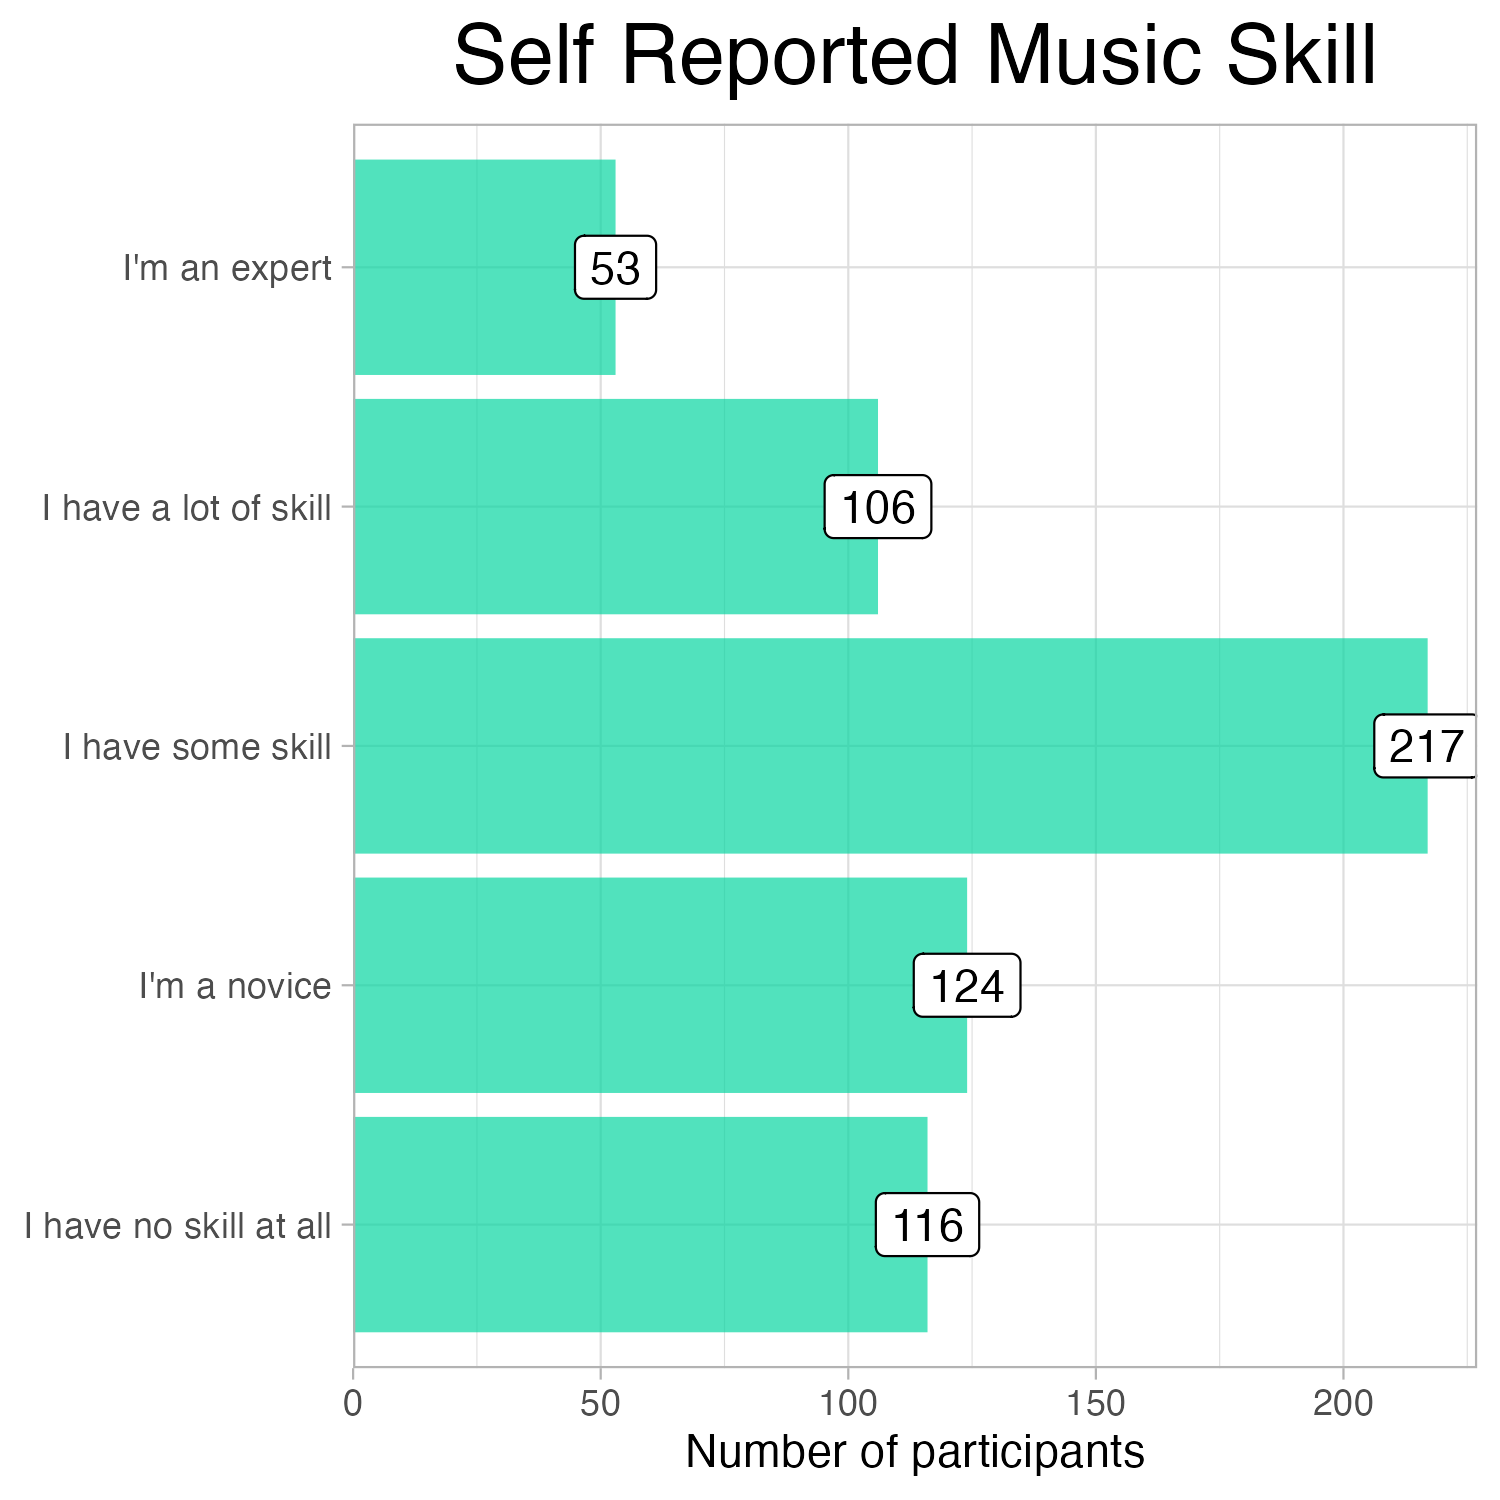 Self Reported Music Skill
I'm an expert
53
I have a lot of skill
106
I have some skill
217
I'm a novice
124
I have no skill at all
116
0 50 100 150 200
Number of participants